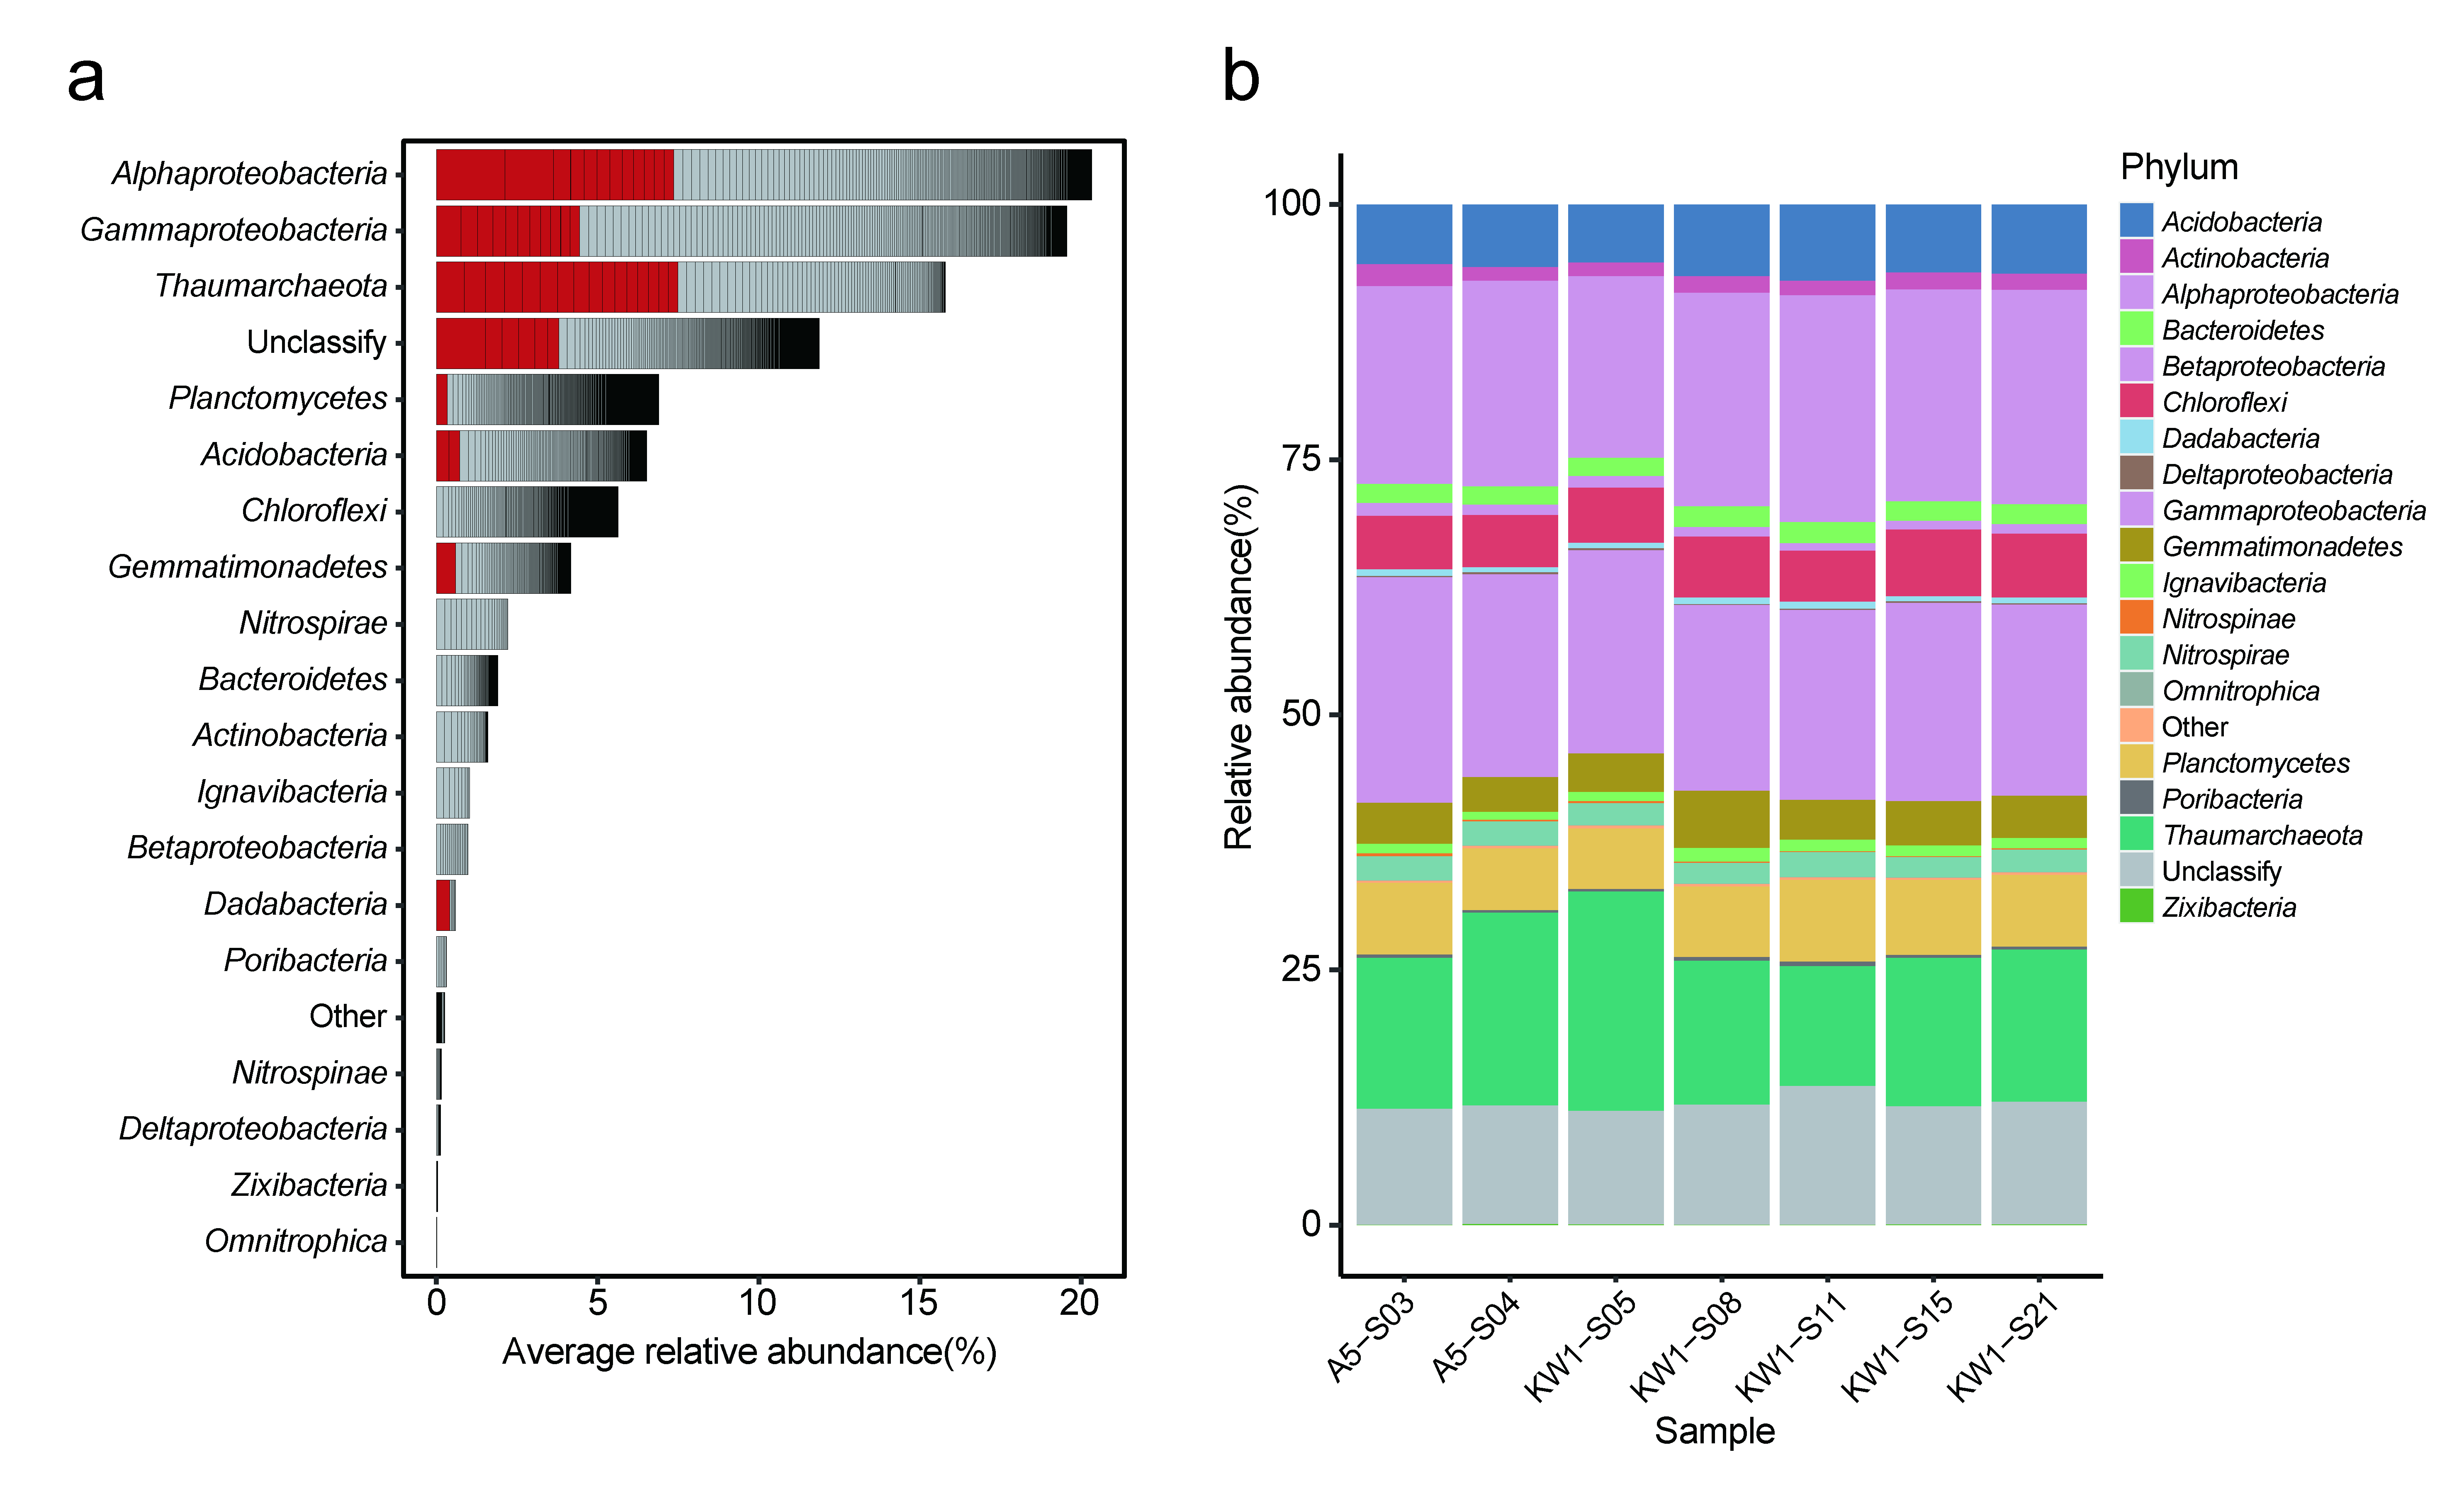 a
Alphaproteobacteria
Gammaproteobacteria
Thaumarchaeota
Unclassify
Planctomycetes
Acidobacteria
Chloroflexi
Gemmatimonadetes
Nitrospirae
Bacteroidetes
Actinobacteria
Ignavibacteria
Betaproteobacteria
Dadabacteria
Poribacteria
Other
Nitrospinae
Deltaproteobacteria
Zixibacteria
Omnitrophica
0 5 10 15 20
Average relative abundance(%)
b
Relative abundance(%)
100
75
50
25
0
A5-S03
A5-S04
KW1-S05
KW1-S08
KW1-S11
KW1-S15
KW1-S21
Sample
Phylum
Acidobacteria
Actinobacteria
Alphaproteobacteria
Bacteroidetes
Betaproteobacteria
Chloroflexi
Dadabacteria
Deltaproteobacteria
Gammaproteobacteria
Gemmatimonadetes
Ignavibacteria
Nitrospinae
Nitrospirae
Omnitrophica
Other
Planctomycetes
Poribacteria
Thaumarchaeota
Unclassify
Zixibacteria